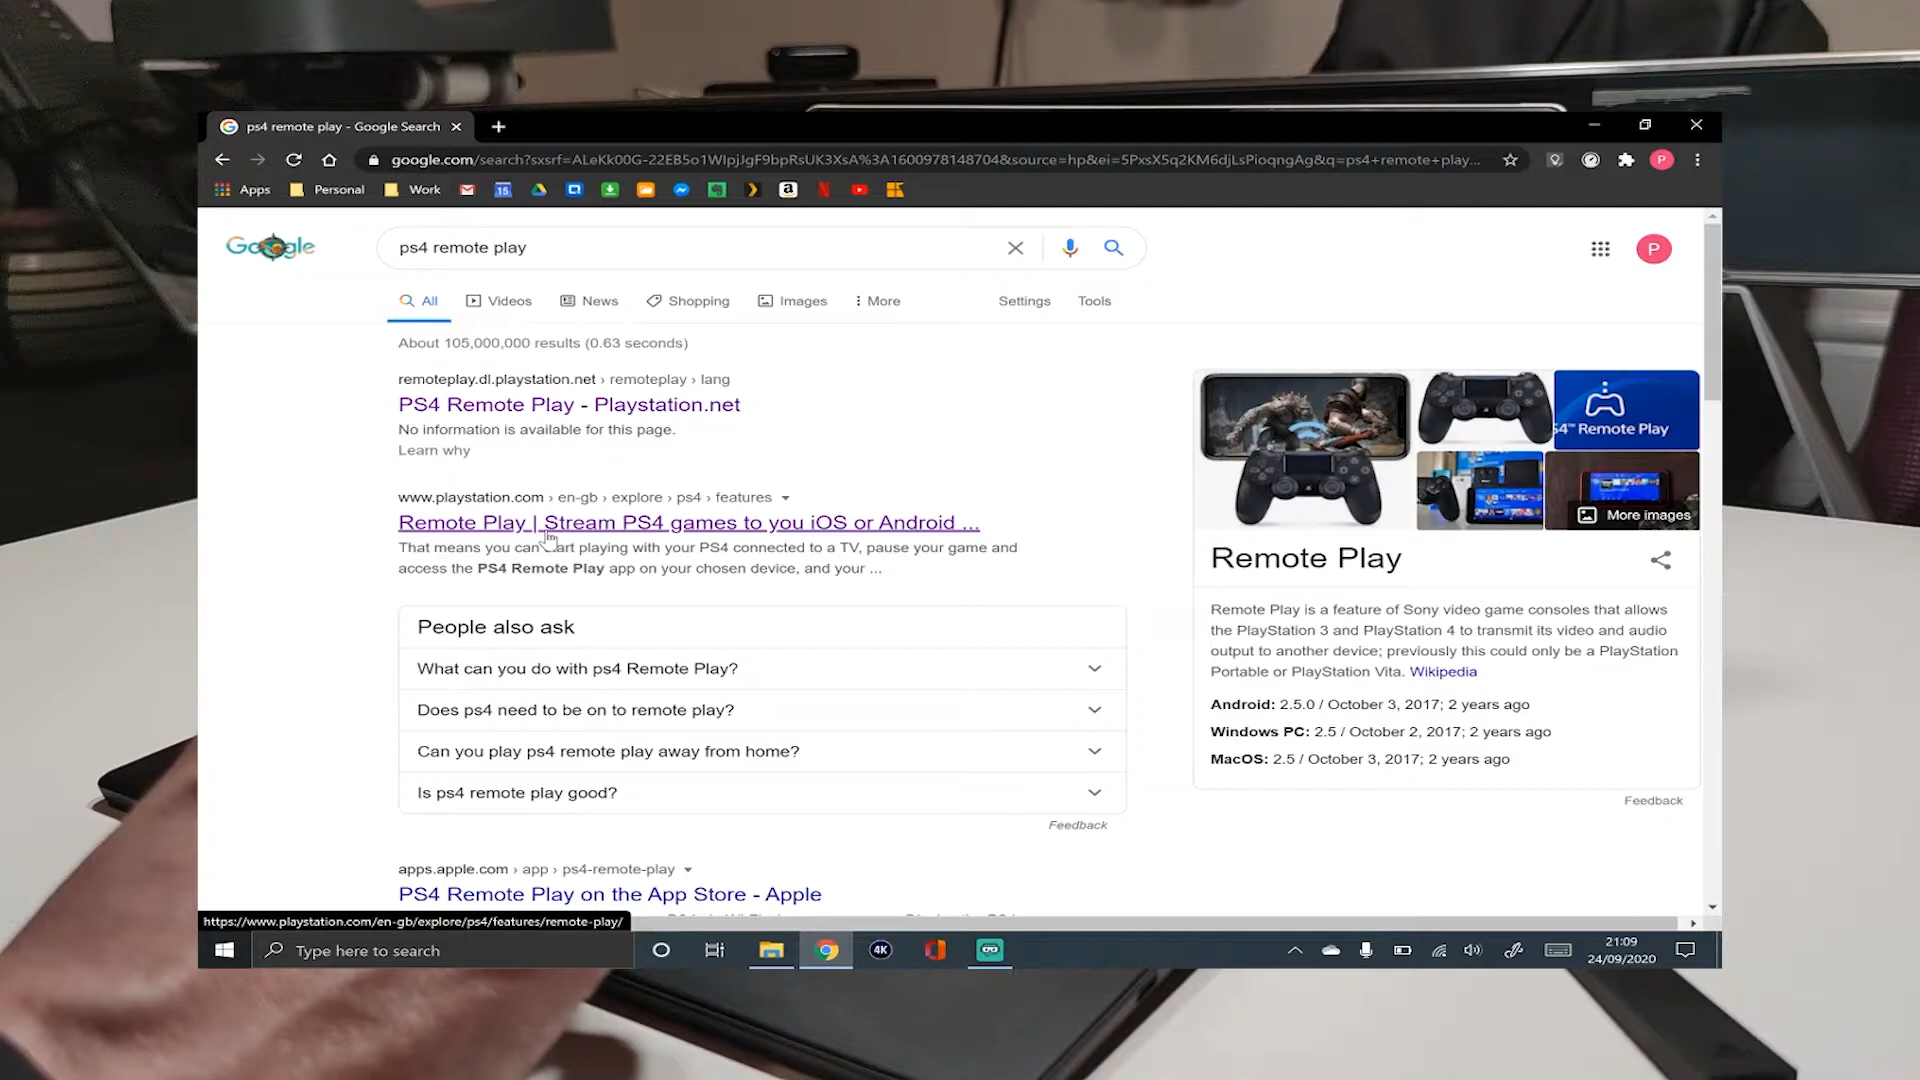 ps4 remote play - Google Search
google.com/search?sxsrf=ALeKk00G-22EB5o1WIpjJgF9bpRsUK3XsA%3A1600978148704&source=hp&ei=5PxsX5q2KM6djLsPioqngAg&q=ps4+remote+play...
P
Apps
Personal
Work
15
a
Google
ps4 remote play
P
All
Videos
News
Shopping
Images
More
Settings
Tools
About 105,000,000 results (0.63 seconds)
remoteplay.dl.playstation.net › remoteplay › lang
PS4 Remote Play - Playstation.net
No information is available for this page.
Learn why
www.playstation.com › en-gb › explore › ps4 › features
Remote Play | Stream PS4 games to you iOS or Android ...
That means you can start playing with your PS4 connected to a TV, pause your game and
access the PS4 Remote Play app on your chosen device, and your ...
People also ask
What can you do with ps4 Remote Play?
Does ps4 need to be on to remote play?
Can you play ps4 remote play away from home?
Is ps4 remote play good?
Feedback
apps.apple.com › app › ps4-remote-play
PS4 Remote Play on the App Store - Apple
S4™ Remote Play
More images
Remote Play
Remote Play is a feature of Sony video game consoles that allows
the PlayStation 3 and PlayStation 4 to transmit its video and audio
output to another device; previously this could only be a PlayStation
Portable or PlayStation Vita. Wikipedia
Android: 2.5.0 / October 3, 2017; 2 years ago
Windows PC: 2.5 / October 2, 2017; 2 years ago
MacOS: 2.5 / October 3, 2017; 2 years ago
Feedback
https://www.playstation.com/en-gb/explore/ps4/features/remote-play/
Type here to search
4K
21:09
24/09/2020